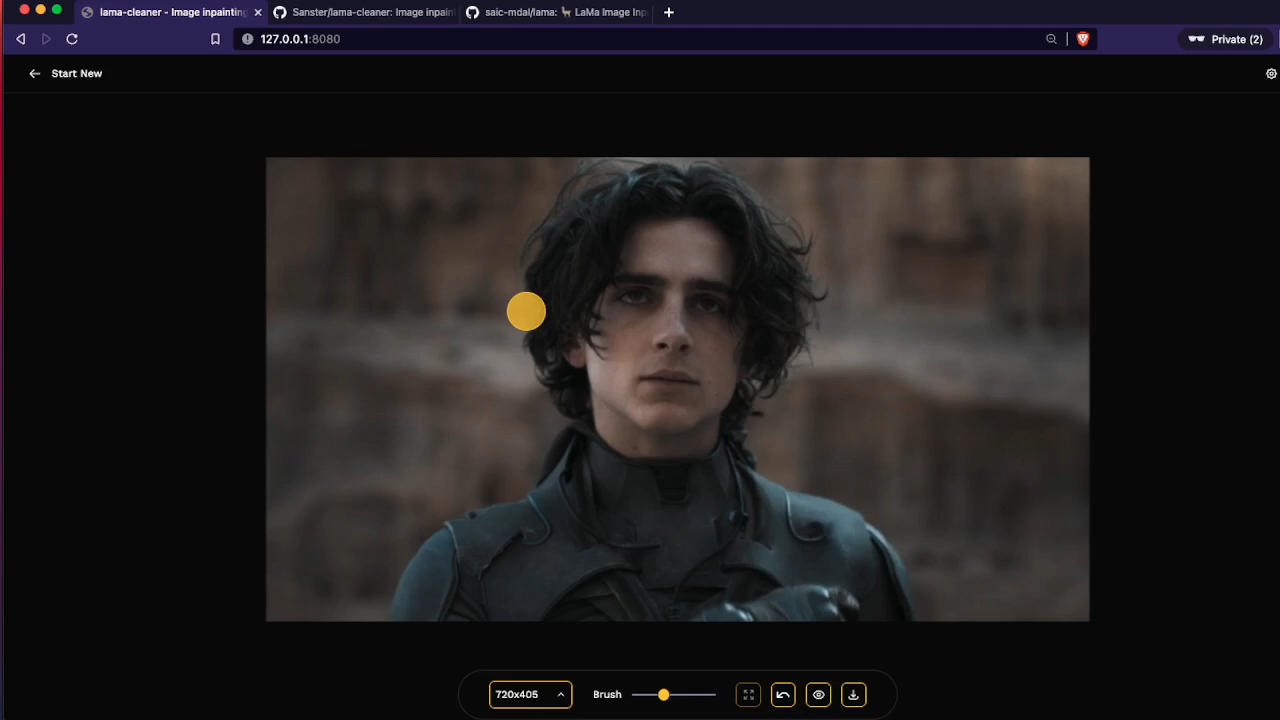 lama-cleaner - Image inpainting
Sanster/lama-cleaner: Image inpain
saic-mdal/lama: 🦙 LaMa Image Inp
127.0.0.1:8080
Private (2)
Start New
720x405
Brush